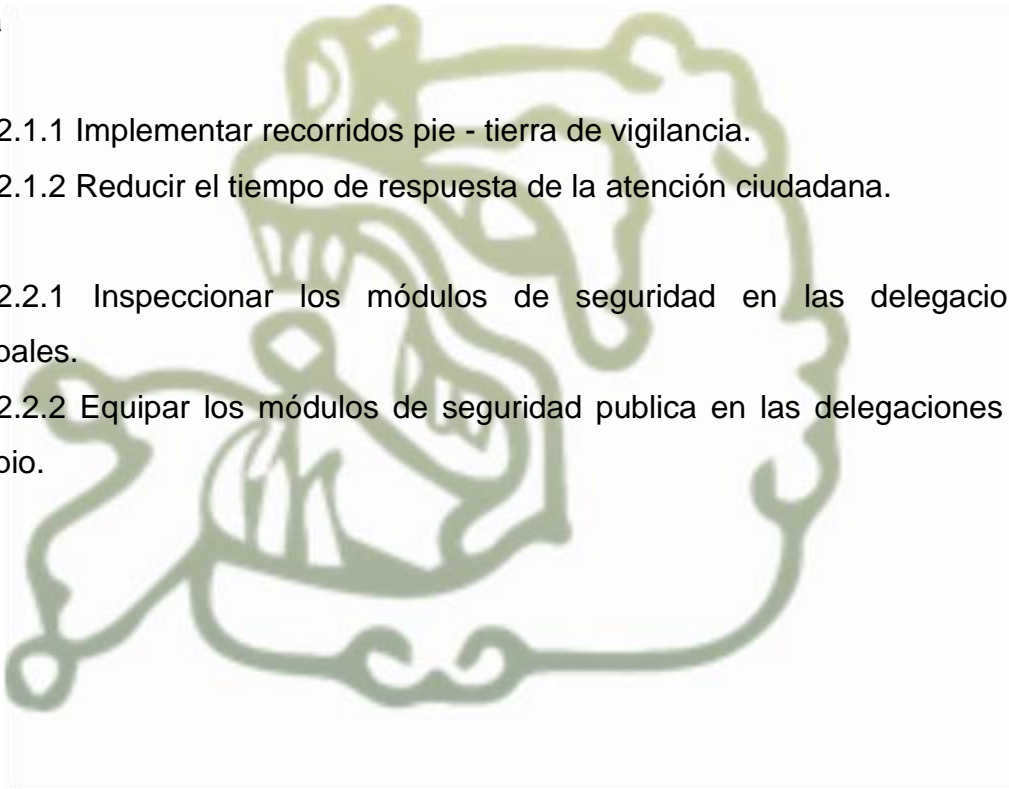 2.1.1 Implementar recorridos pie - tierra de vigilancia.
2.1.2 Reducir el tiempo de respuesta de la atención ciudadana.
2.2.1 Inspeccionar los módulos de seguridad en las delegacio
pales.
2.2.2 Equipar los módulos de seguridad publica en las delegaciones
pio.